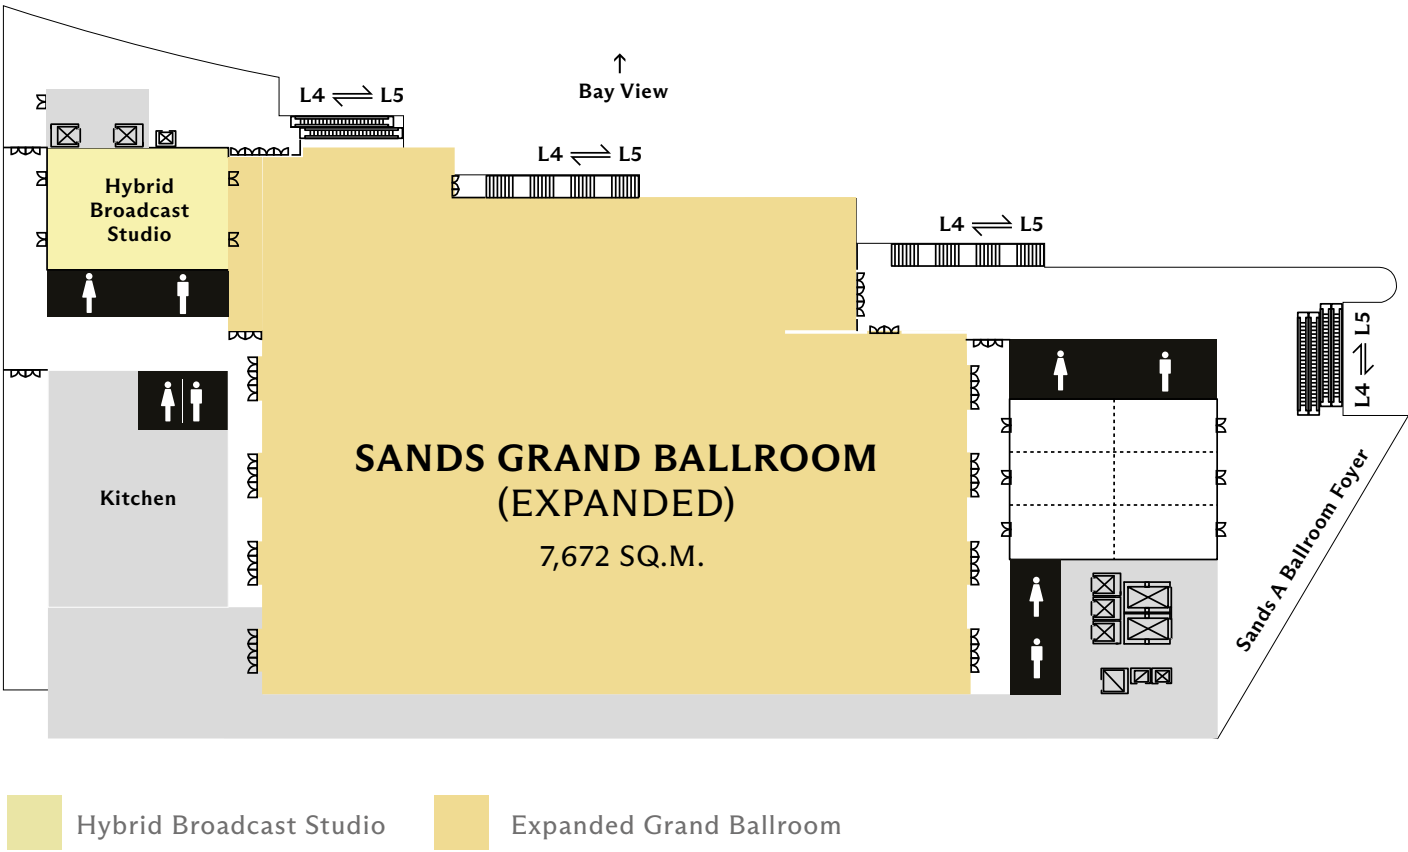 Bay View
L4 L5
L4 L5
L4 L5
L4 L5
Hybrid
Broadcast
Studio
Kitchen
SANDS GRAND BALLROOM
(EXPANDED)
7,672 SQ.M.
Sands A Ballroom Foyer
Hybrid Broadcast Studio
Expanded Grand Ballroom